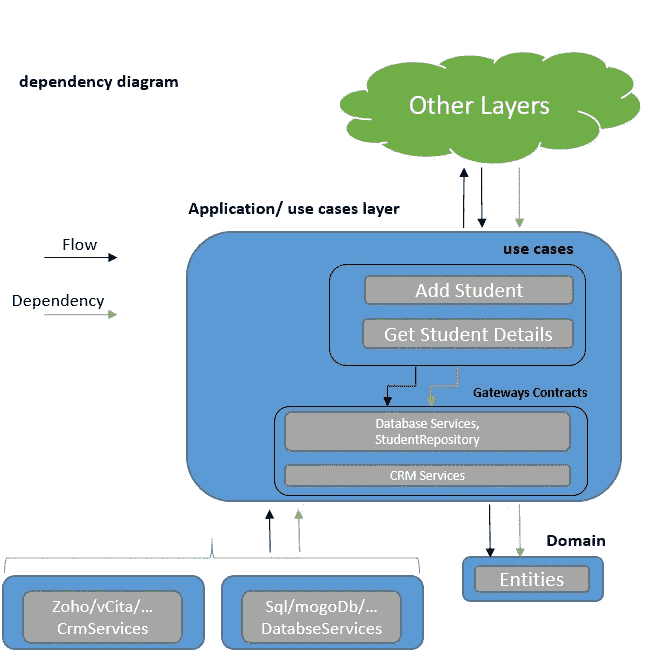 dependency diagram
Other Layers
Application/ use cases layer
Flow
Dependency
use cases
Add Student
Get Student Details
Gateways Contracts
Database Services,
StudentRepository
CRM Services
Domain
Entities
Zoho/vCita/...
CrmServices
Sql/mogoDb/...
DatabseServices